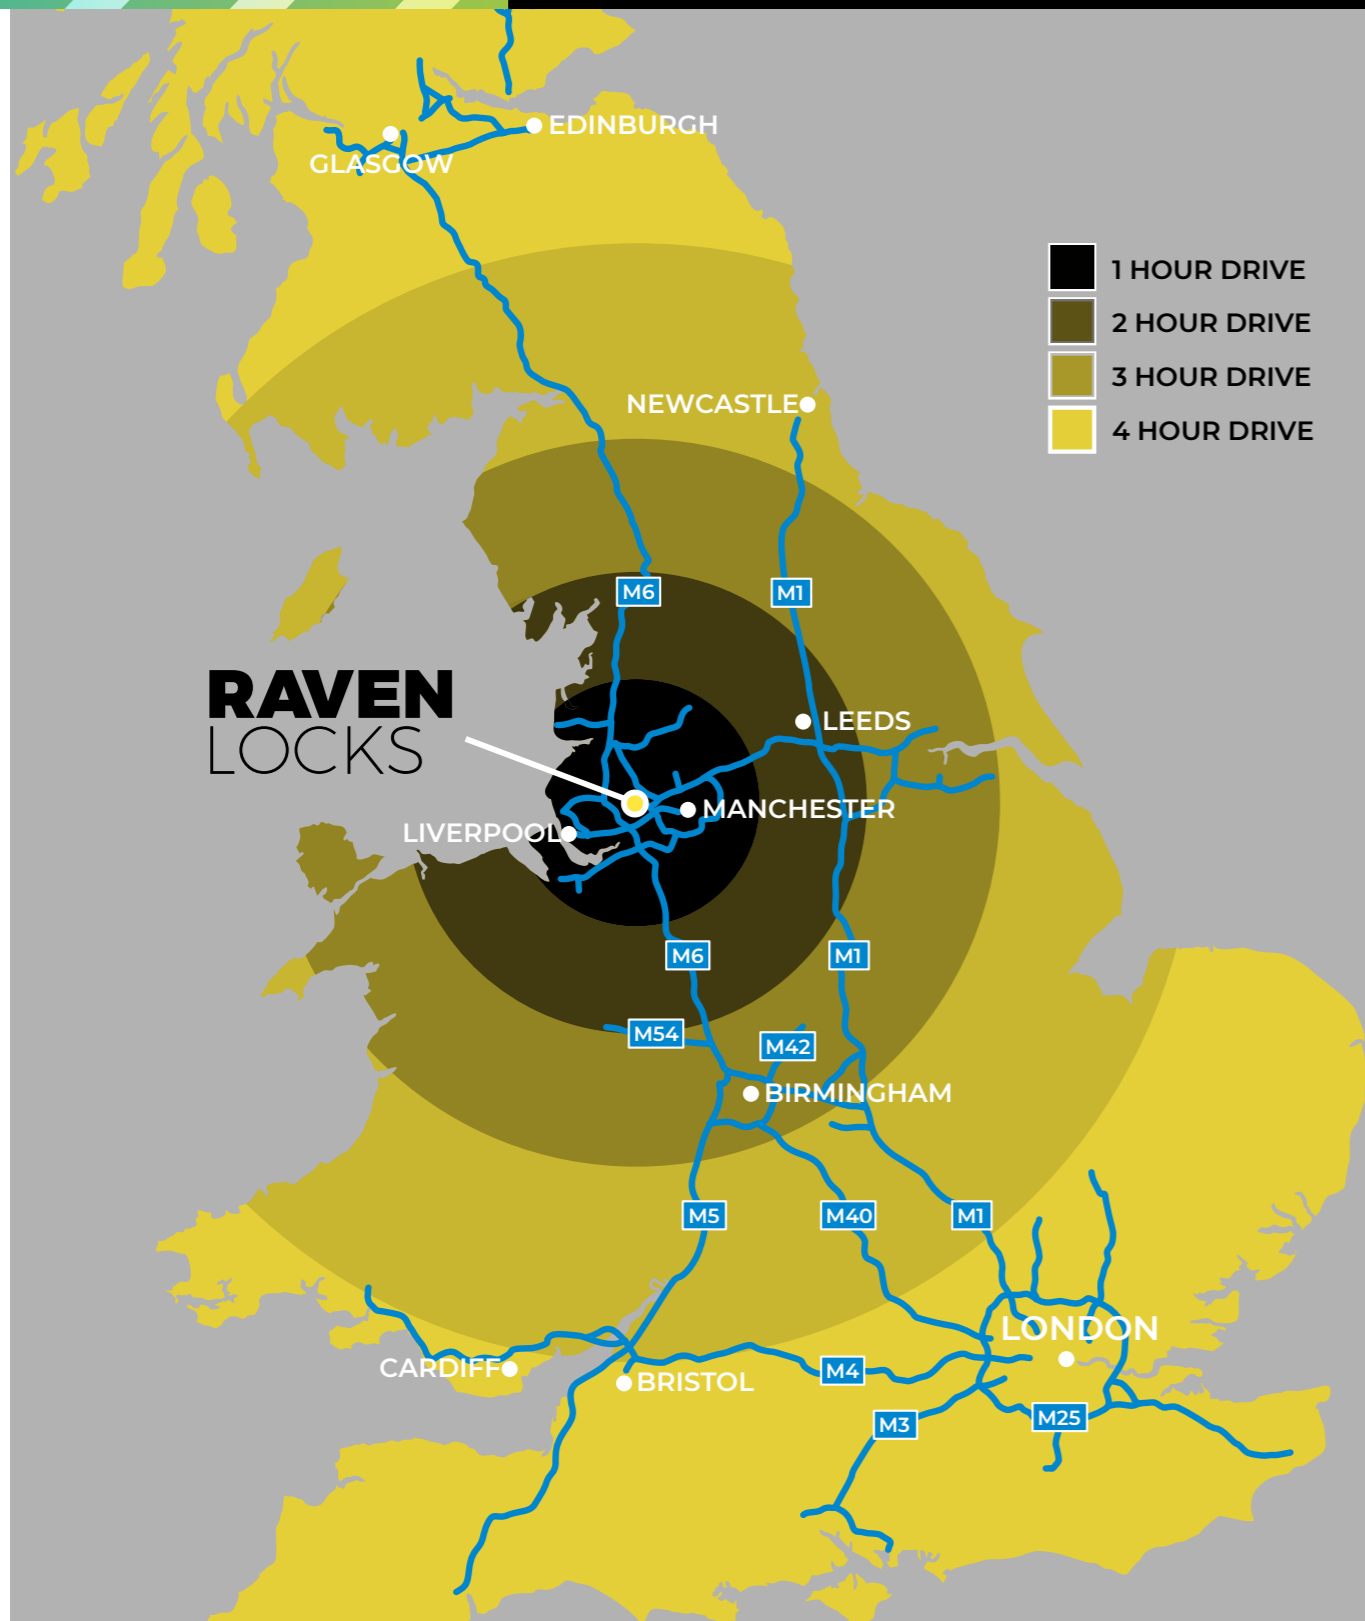 EDINBURGH
GLASGOW
1 HOUR DRIVE
2 HOUR DRIVE
3 HOUR DRIVE
4 HOUR DRIVE
NEWCASTLE
M6
M1
RAVEN
LOCKS
LEEDS
MANCHESTER
LIVERPOOL
M6
M1
M54
M42
BIRMINGHAM
M5
M40
M1
LONDON
CARDIFF
M4
BRISTOL
M3
M25